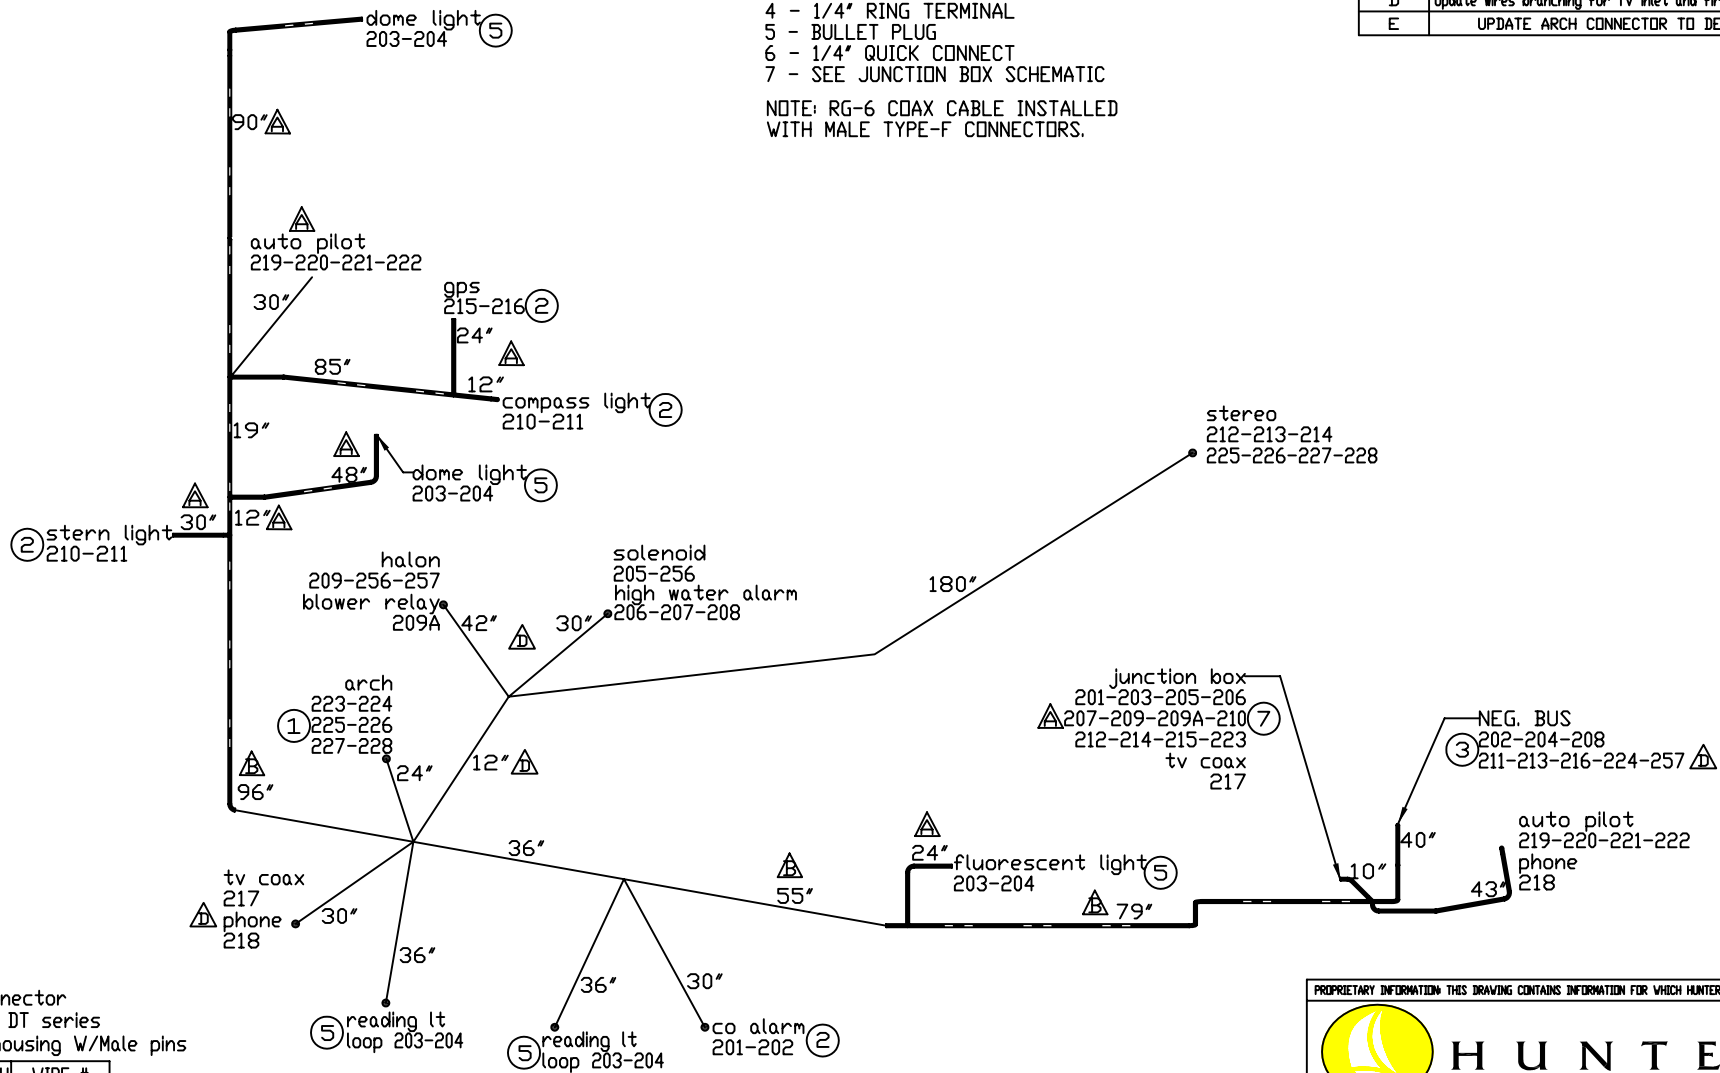 4 - 1/4" RING TERMINAL
5 - BULLET PLUG
6 - 1/4" QUICK CONNECT
7 - SEE JUNCTION BOX SCHEMATIC
NOTE: RG-6 COAX CABLE INSTALLED
WITH MALE TYPE-F CONNECTORS.
D Update wires branching for TV inlet and
E UPDATE ARCH CONNECTOR TO
dome light 5
203-204
90" A
A
auto pilot
219-220-221-222
30"
gps
215-216 2
24"
A
85"
12"
compass light 2
210-211
19"
A
48"
dome light 5
203-204
A
30"
12" A
2 stern light
210-211
halon
209-256-257
blower relay
209A
42"
D
solenoid
205-256
high water alarm
206-207-208
30"
180"
stereo
212-213-214
225-226-227-228
arch
223-224
1 225-226
227-228
24"
12" D
B
96"
36"
tv coax
217
D phone
218
30"
36"
5 reading lt
loop 203-204
36"
5 reading lt
loop 203-204
30"
co alarm 2
201-202
B
55"
A
24"
fluorescent light 5
203-204
B 79"
junction box
201-203-205-206
A 207-209-209A-210 7
212-214-215-223
tv coax
217
NEG. BUS
202-204-208
3 211-213-216-224-257 D
10"
40"
43"
auto pilot
219-220-221-222
phone
218
nector
DT series
ousing W/Male pins
WIRE #
PROPRIETARY INFORMATION: THIS DRAWING CONTAINS INFORMATION FOR WHICH HUNTER
H U N T E